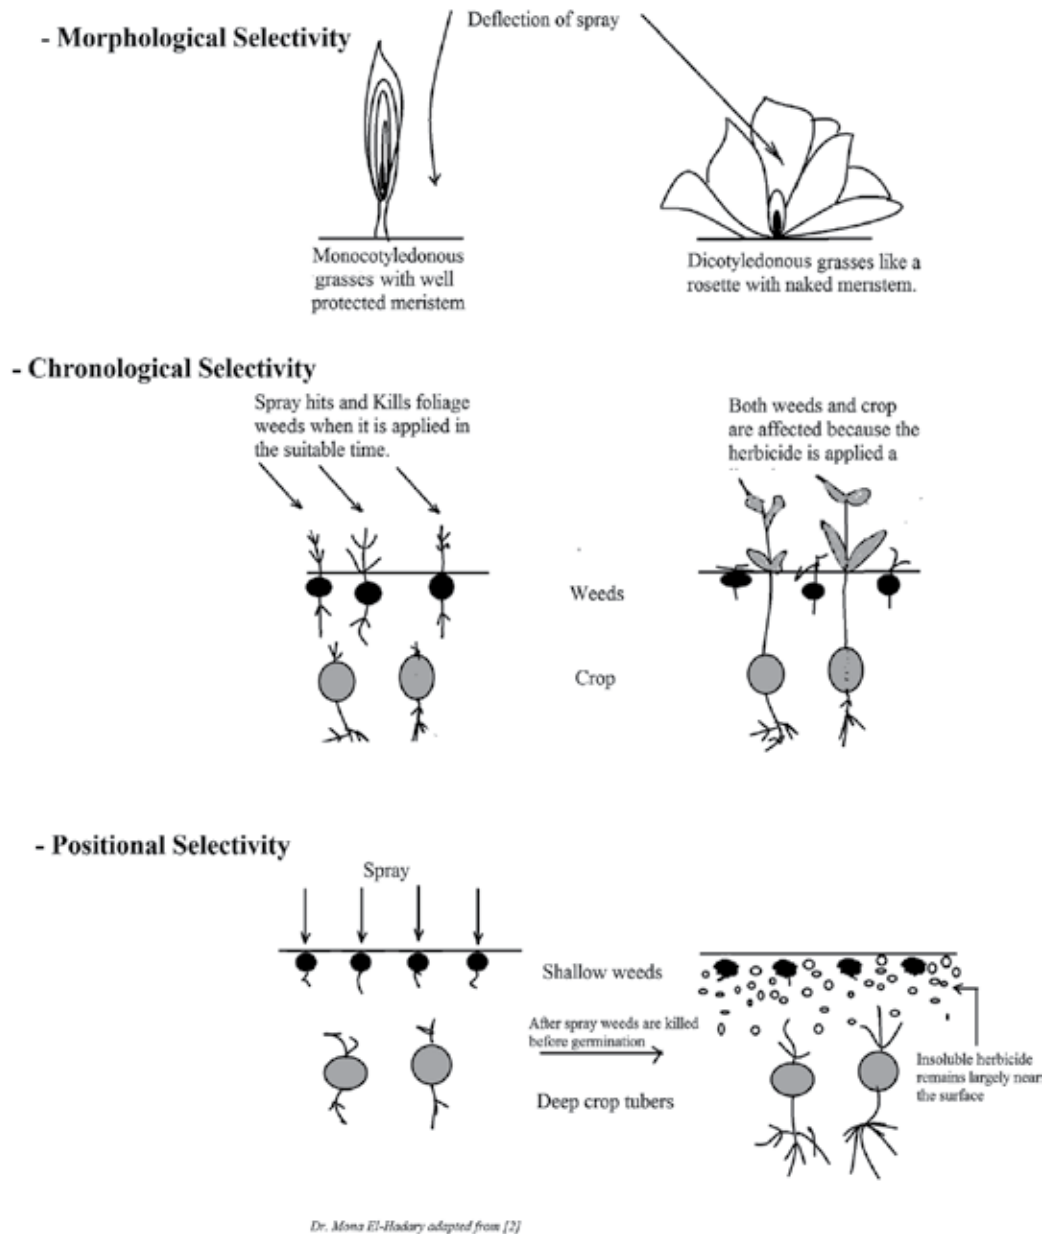 - Morphological Selectivity
Deflection of spray
Monocotyledonous
grasses with well
protected meristem
Dicotyledonous grasses like a
rosette with naked meristem.
- Chronological Selectivity
Spray hits and Kills foliage
weeds when it is applied in
the suitable time.
Both weeds and crop
are affected because the
herbicide is applied a
Weeds
Crop
- Positional Selectivity
Spray
Shallow weeds
After spray weeds are killed
before germination
Deep crop tubers
Insoluble herbicide
remains largely near
the surface
Dr. Mona El-Hadary adapted from [2]